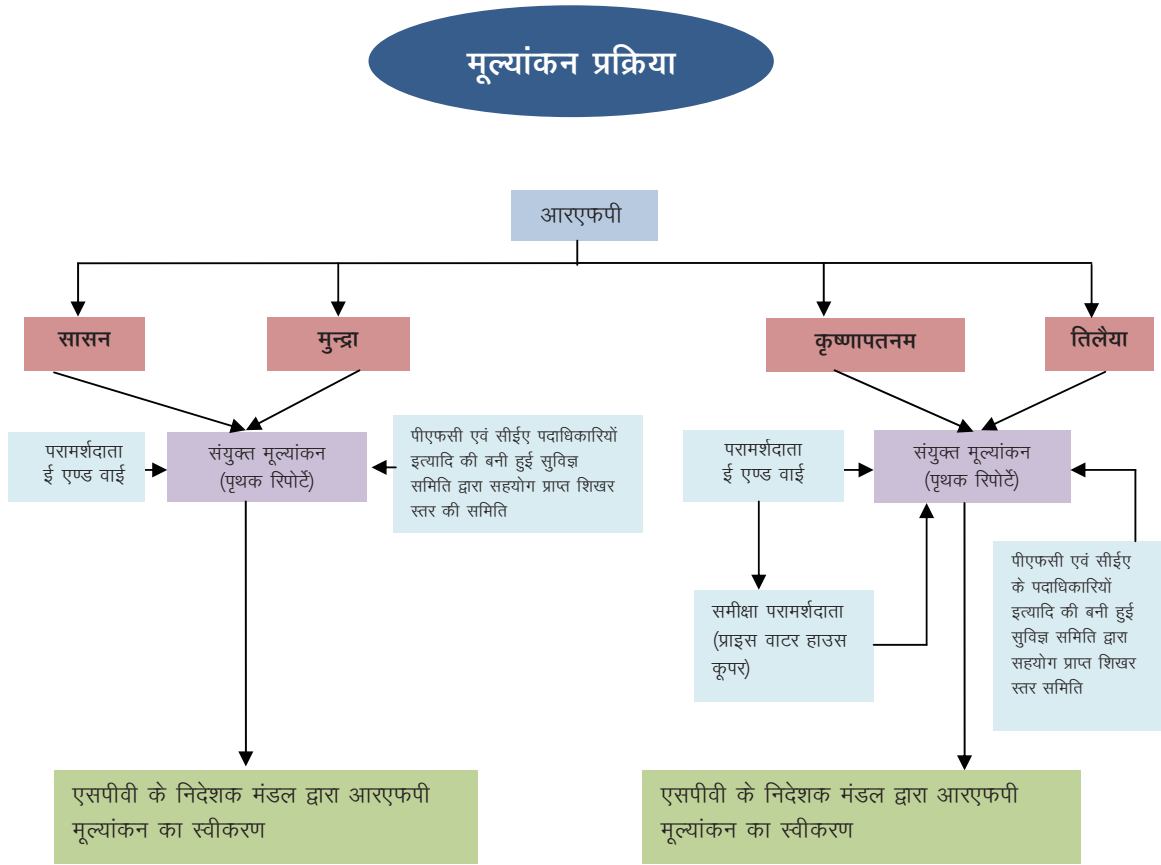 मूल्यांकन प्रक्रिया
आरएफपी
सासन
मुन्द्रा
कृष्णापतनम
तिलैया
परामर्शदाता
ई एण्ड वाई
संयुक्त मूल्यांकन
(पृथक रिपोर्टें)
पीएफसी एवं सीईए पदाधिकारियों
इत्यादि की बनी हुई सुविज्ञ
समिति द्वारा सहयोग प्राप्त शिखर
स्तर की समिति
परामर्शदाता
ई एण्ड वाई
संयुक्त मूल्यांकन
(पृथक रिपोर्टें)
समीक्षा परामर्शदाता
(प्राइस वाटर हाउस
कूपर)
पीएफसी एवं सीईए
के पदाधिकारियों
इत्यादि की बनी हुई
सुविज्ञ समिति द्वारा
सहयोग प्राप्त शिखर
स्तर समिति
एसपीवी के निदेशक मंडल द्वारा आरएफपी
मूल्यांकन का स्वीकरण
एसपीवी के निदेशक मंडल द्वारा आरएफपी
मूल्यांकन का स्वीकरण